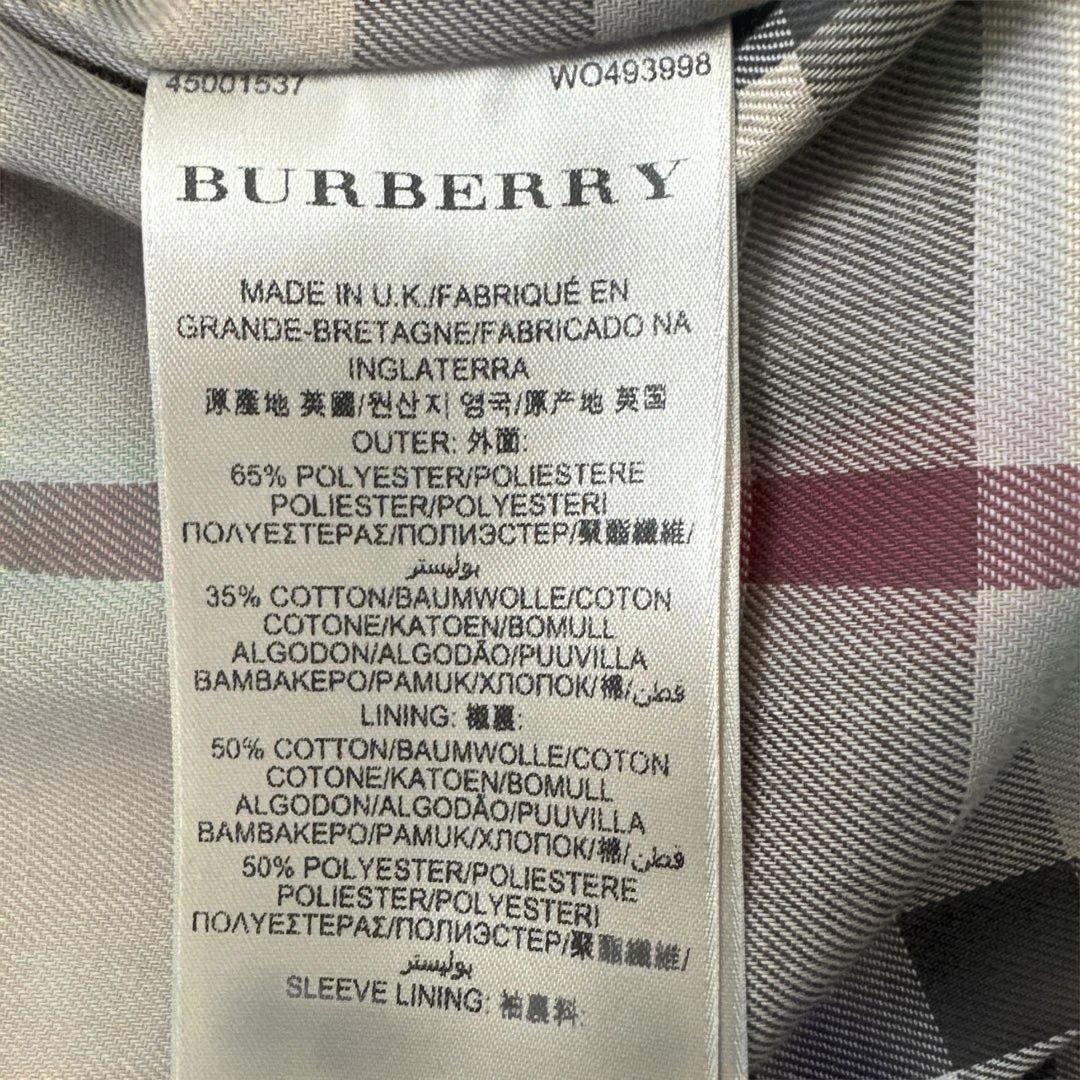 45001537 WO493998
BURBERRY
MADE IN U.K./FABRIQUÉ EN
GRANDE-BRETAGNE/FABRICADO NA
INGLATERRA
原產地 英國/원산지 영국/原产地 英国
OUTER: 外面:
65% POLYESTER/POLIESTERE
POLIESTER/POLYESTERI
ΠΟΛΥΕΣΤΕΡΑΣ/ПОЛИЭСТЕР/聚酯纖維/
بوليستر
35% COTTON/BAUMWOLLE/COTON
COTONE/KATOEN/BOMULL
ALGODON/ALGODÃO/PUUVILLA
BAMBAKEPO/PAMUK/ХЛОПОК/棉/قطن
LINING: 襯裏:
50% COTTON/BAUMWOLLE/COTON
COTONE/KATOEN/BOMULL
ALGODON/ALGODÃO/PUUVILLA
BAMBAKEPO/PAMUK/ХЛОПОК/棉/قطن
50% POLYESTER/POLIESTERE
POLIESTER/POLYESTERI
ΠΟΛΥΕΣΤΕΡΑΣ/ПОЛИЭСТЕР/聚酯纖維/
بوليستر
SLEEVE LINING: 袖裏料: